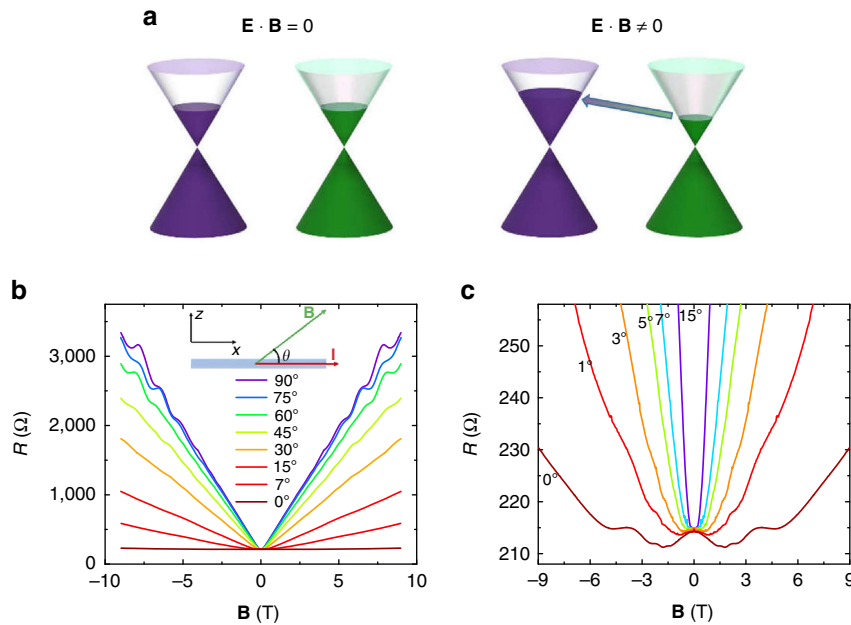 a
E · B = 0
E · B ≠ 0
b
R (Ω)
3,000
2,000
1,000
0
−10
−5
0
5
10
B (T)
z
x
B
θ
I
90°
75°
60°
45°
30°
15°
7°
0°
c
R (Ω)
250
240
230
220
210
−9
−6
−3
0
3
6
9
B (T)
0°
1°
3°
5°
7°
15°